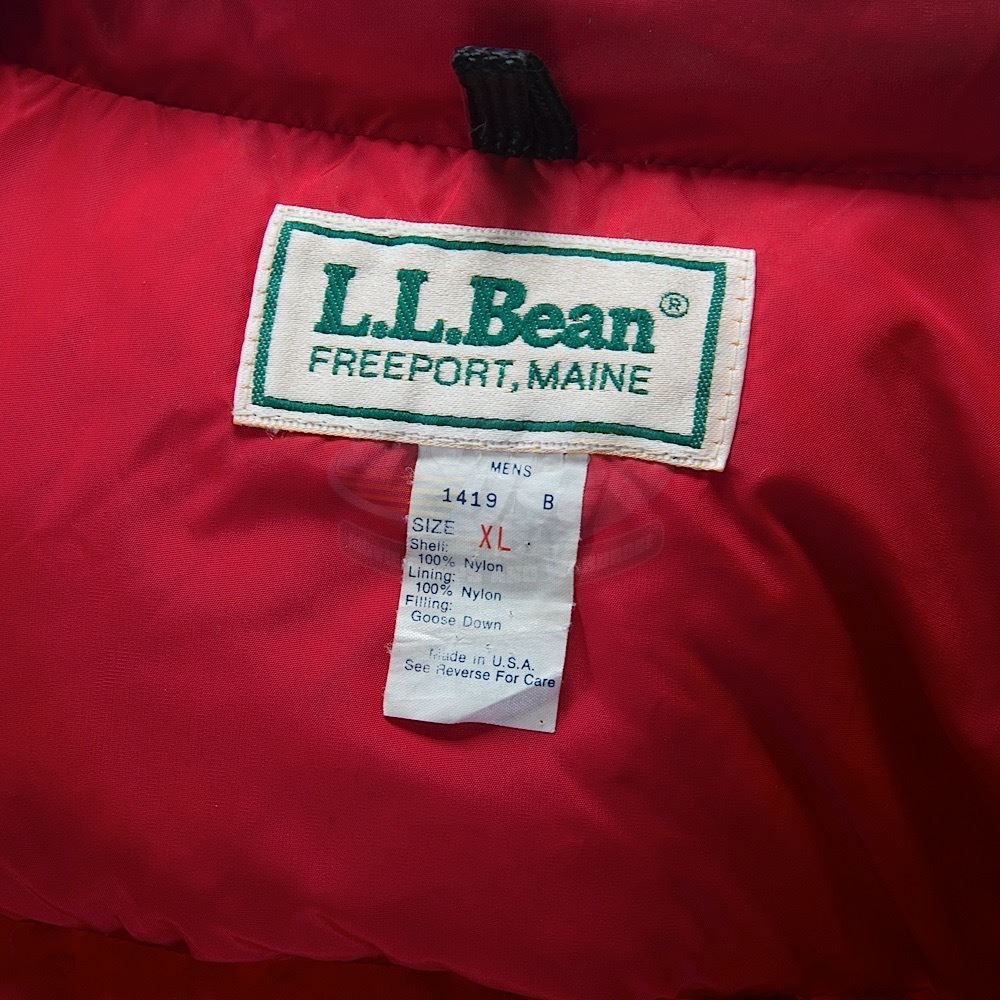 L.L.Bean®
FREEPORT, MAINE
MENS
1419 B
SIZE XL
Shell:
100% Nylon
Lining:
100% Nylon
Filling:
Goose Down
Made in U.S.A.
See Reverse For Care